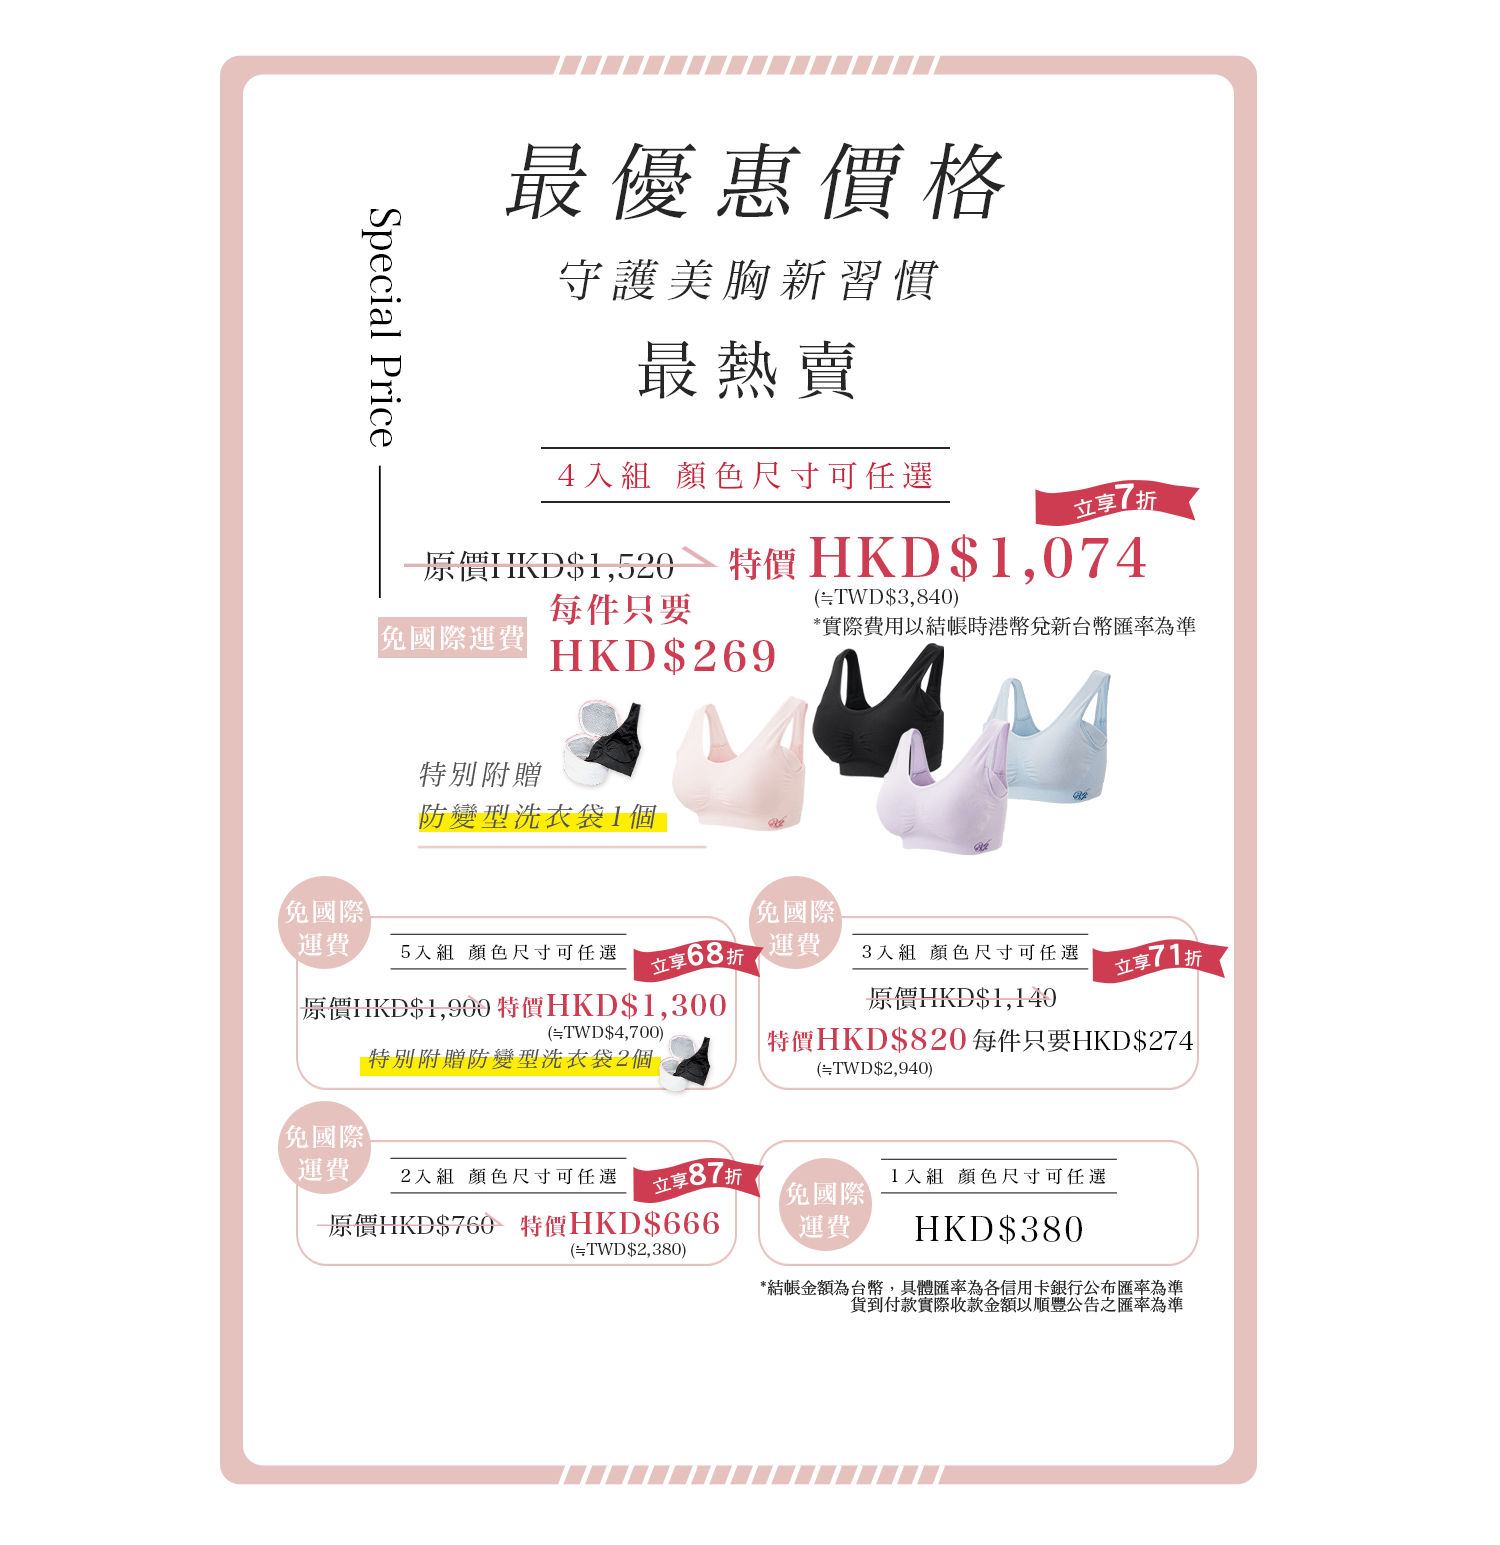 最優惠價格
Special Price
守護美胸新習慣
最熱賣
4入組 顏色尺寸可任選
立享7折
原價HKD$1,520 特價 HKD$1,074
(≒TWD$3,840)
*實際費用以結帳時港幣兌新台幣匯率為準
免國際運費
每件只要
HKD$269
特別附贈
防變型洗衣袋1個
免國際
運費
5入組 顏色尺寸可任選
立享68折
原價HKD$1,900 特價HKD$1,300
(≒TWD$4,700)
特別附贈防變型洗衣袋2個
免國際
運費
3入組 顏色尺寸可任選
立享71折
原價HKD$1,140
特價HKD$820 每件只要HKD$274
(≒TWD$2,940)
免國際
運費
2入組 顏色尺寸可任選
立享87折
原價HKD$760 特價HKD$666
(≒TWD$2,380)
免國際
運費
1入組 顏色尺寸可任選
HKD$380
*結帳金額為台幣，具體匯率為各信用卡銀行公布匯率為準
貨到付款實際收款金額以順豐公告之匯率為準